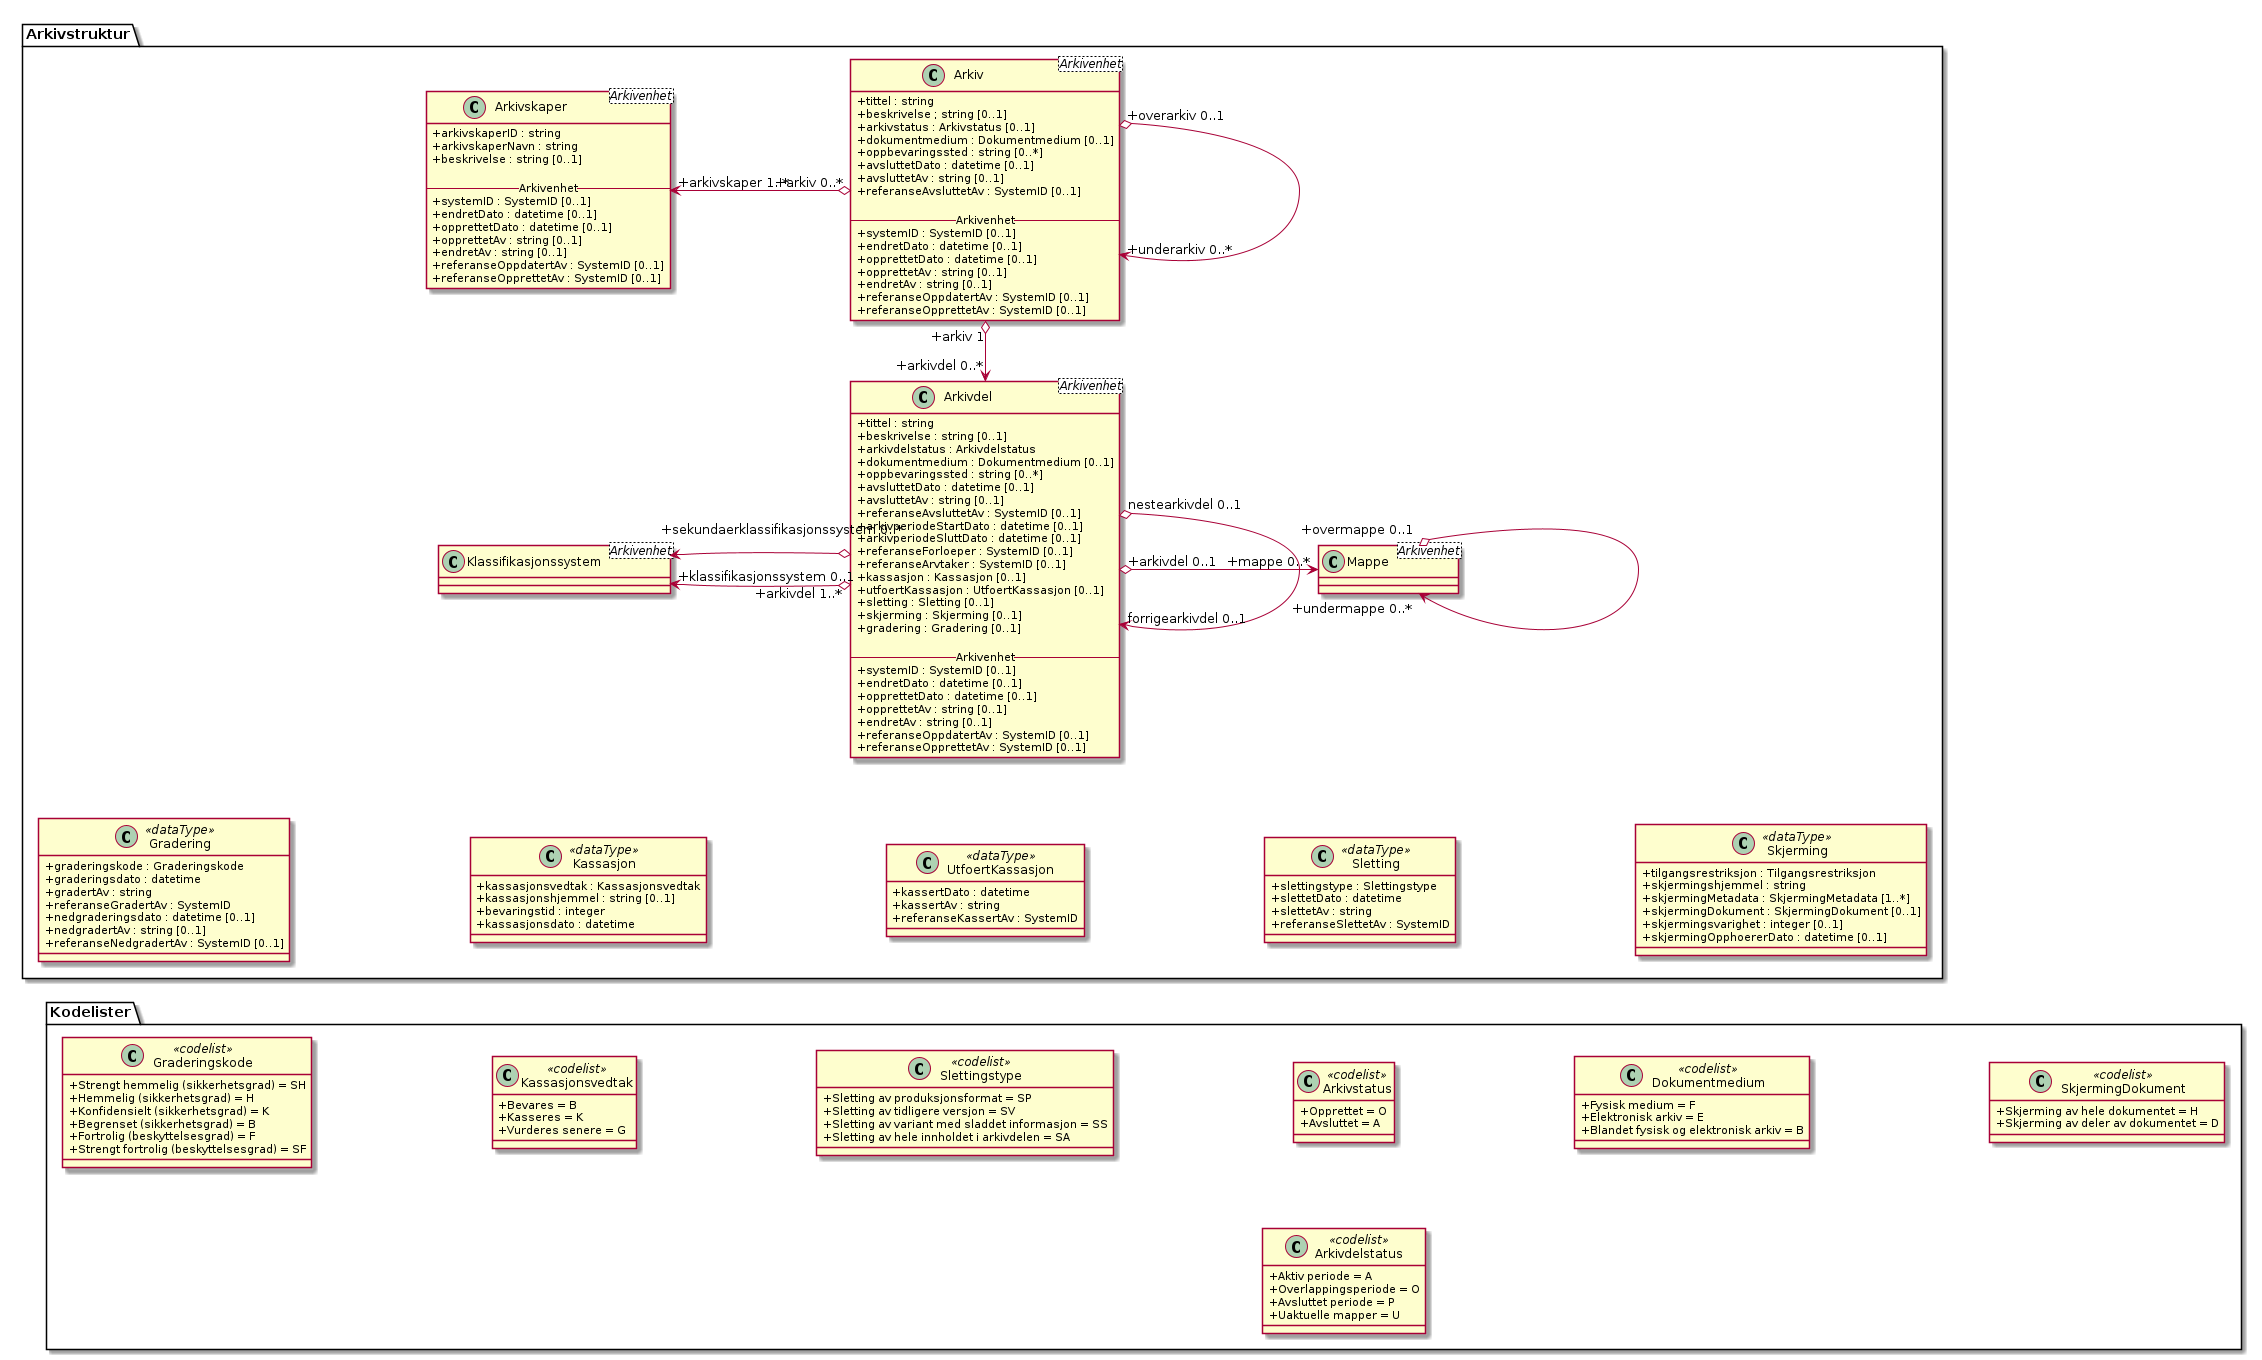 Arkivstruktur
Arkivenhet
Arkiv
+tittel : string
+beskrivelse ; string [0..1]
+arkivstatus : Arkivstatus [0..1]
+dokumentmedium : Dokumentmedium [0..1]
+oppbevaringssted : string [0..*]
+avsluttetDato : datetime [0..1]
+avsluttetAv : string [0..1]
+referanseAvsluttetAv : SystemID [0..1]
Arkivenhet
+systemID : SystemID [0..1]
+endretDato : datetime [0..1]
+opprettetDato : datetime [0..1]
+opprettetAv : string [0..1]
+endretAv : string [0..1]
+referanseOppdatertAv : SystemID [0..1]
+referanseOpprettetAv : SystemID [0..1]
+overarkiv 0..1
+underarkiv 0..*
Arkivenhet
Arkivskaper
+arkivskaperID : string
+arkivskaperNavn : string
+beskrivelse : string [0..1]
Arkivenhet
+systemID : SystemID [0..1]
+endretDato : datetime [0..1]
+opprettetDato : datetime [0..1]
+opprettetAv : string [0..1]
+endretAv : string [0..1]
+referanseOppdatertAv : SystemID [0..1]
+referanseOpprettetAv : SystemID [0..1]
+arkivskaper 1..*
+arkiv 0..*
+arkiv 1
+arkivdel 0..*
Arkivenhet
Arkivdel
+tittel : string
+beskrivelse : string [0..1]
+arkivdelstatus : Arkivdelstatus
+dokumentmedium : Dokumentmedium [0..1]
+oppbevaringssted : string [0..*]
+avsluttetDato : datetime [0..1]
+avsluttetAv : string [0..1]
+referanseAvsluttetAv : SystemID [0..1]
+arkivperiodeStartDato : datetime [0..1]
+arkivperiodeSluttDato : datetime [0..1]
+referanseForloeper : SystemID [0..1]
+referanseArvtaker : SystemID [0..1]
+kassasjon : Kassasjon [0..1]
+utfoertKassasjon : UtfoertKassasjon [0..1]
+sletting : Sletting [0..1]
+skjerming : Skjerming [0..1]
+gradering : Gradering [0..1]
Arkivenhet
+systemID : SystemID [0..1]
+endretDato : datetime [0..1]
+opprettetDato : datetime [0..1]
+opprettetAv : string [0..1]
+endretAv : string [0..1]
+referanseOppdatertAv : SystemID [0..1]
+referanseOpprettetAv : SystemID [0..1]
+sekundaerklassifikasjonssystem 0..*
+klassifikasjonssystem 0..1
+arkivdel 1..*
Arkivenhet
Klassifikasjonssystem
nestearkivdel 0..1
forrigearkivdel 0..1
+arkivdel 0..1
+mappe 0..*
+overmappe 0..1
+undermappe 0..*
Arkivenhet
Mappe
«dataType»
Gradering
+graderingskode : Graderingskode
+graderingsdato : datetime
+gradertAv : string
+referanseGradertAv : SystemID
+nedgraderingsdato : datetime [0..1]
+nedgradertAv : string [0..1]
+referanseNedgradertAv : SystemID [0..1]
«dataType»
Kassasjon
+kassasjonsvedtak : Kassasjonsvedtak
+kassasjonshjemmel : string [0..1]
+bevaringstid : integer
+kassasjonsdato : datetime
«dataType»
UtfoertKassasjon
+kassertDato : datetime
+kassertAv : string
+referanseKassertAv : SystemID
«dataType»
Sletting
+slettingstype : Slettingstype
+slettetDato : datetime
+slettetAv : string
+referanseSlettetAv : SystemID
«dataType»
Skjerming
+tilgangsrestriksjon : Tilgangsrestriksjon
+skjermingshjemmel : string
+skjermingMetadata : SkjermingMetadata [1..*]
+skjermingDokument : SkjermingDokument [0..1]
+skjermingsvarighet : integer [0..1]
+skjermingOpphoererDato : datetime [0..1]
Kodelister
«codelist»
Graderingskode
+Strengt hemmelig (sikkerhetsgrad) = SH
+Hemmelig (sikkerhetsgrad) = H
+Konfidensielt (sikkerhetsgrad) = K
+Begrenset (sikkerhetsgrad) = B
+Fortrolig (beskyttelsesgrad) = F
+Strengt fortrolig (beskyttelsesgrad) = SF
«codelist»
Kassasjonsvedtak
+Bevares = B
+Kasseres = K
+Vurderes senere = G
«codelist»
Slettingstype
+Sletting av produksjonsformat = SP
+Sletting av tidligere versjon = SV
+Sletting av variant med sladdet informasjon = SS
+Sletting av hele innholdet i arkivdelen = SA
«codelist»
Arkivstatus
+Opprettet = O
+Avsluttet = A
«codelist»
Dokumentmedium
+Fysisk medium = F
+Elektronisk arkiv = E
+Blandet fysisk og elektronisk arkiv = B
«codelist»
SkjermingDokument
+Skjerming av hele dokumentet = H
+Skjerming av deler av dokumentet = D
«codelist»
Arkivdelstatus
+Aktiv periode = A
+Overlappingsperiode = O
+Avsluttet periode = P
+Uaktuelle mapper = U